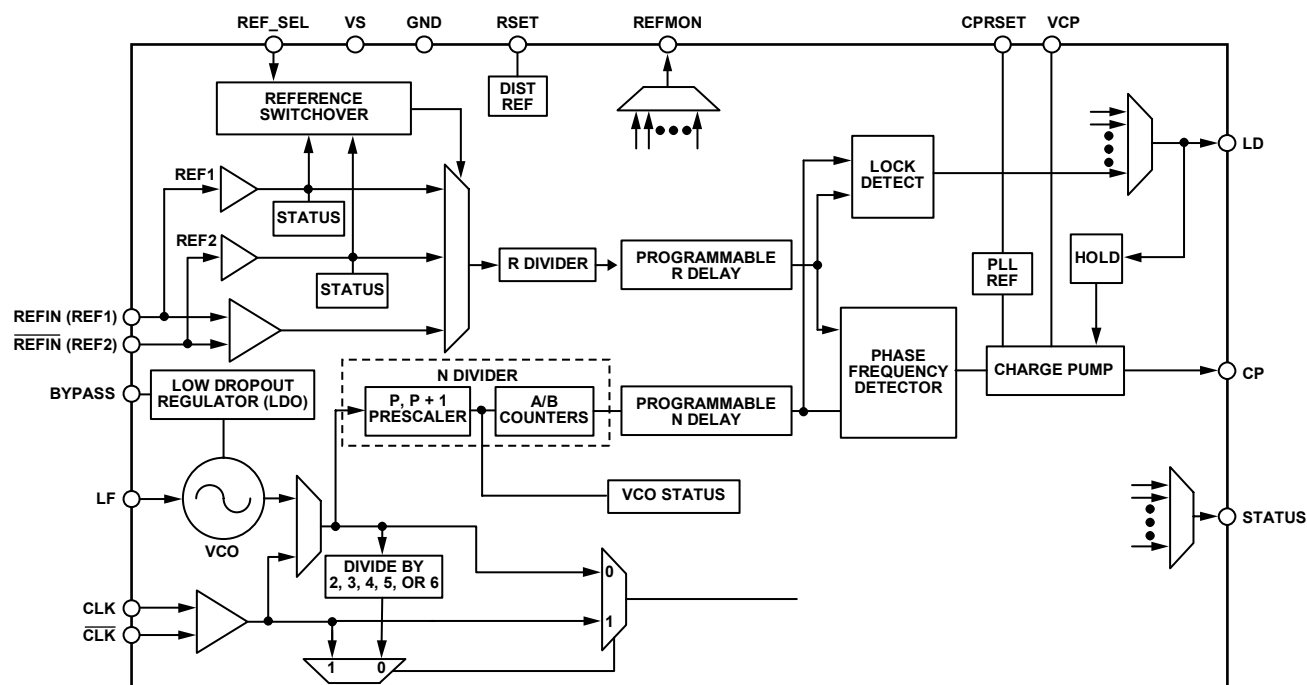 REF_SEL
VS
GND
RSET
REFMON
CPRSET
VCP
REFERENCE
SWITCHOVER
DIST
REF
LD
LOCK
DETECT
REF1
STATUS
REF2
STATUS
R DIVIDER
PROGRAMMABLE
R DELAY
PLL
REF
HOLD
REFIN (REF1)
REFIN (REF2)
BYPASS
LOW DROPOUT
REGULATOR (LDO)
N DIVIDER
P, P + 1
PRESCALER
A/B
COUNTERS
PROGRAMMABLE
N DELAY
PHASE
FREQUENCY
DETECTOR
CHARGE PUMP
CP
LF
VCO
VCO STATUS
STATUS
DIVIDE BY
2, 3, 4, 5, OR 6
0
1
CLK
CLK
1 0